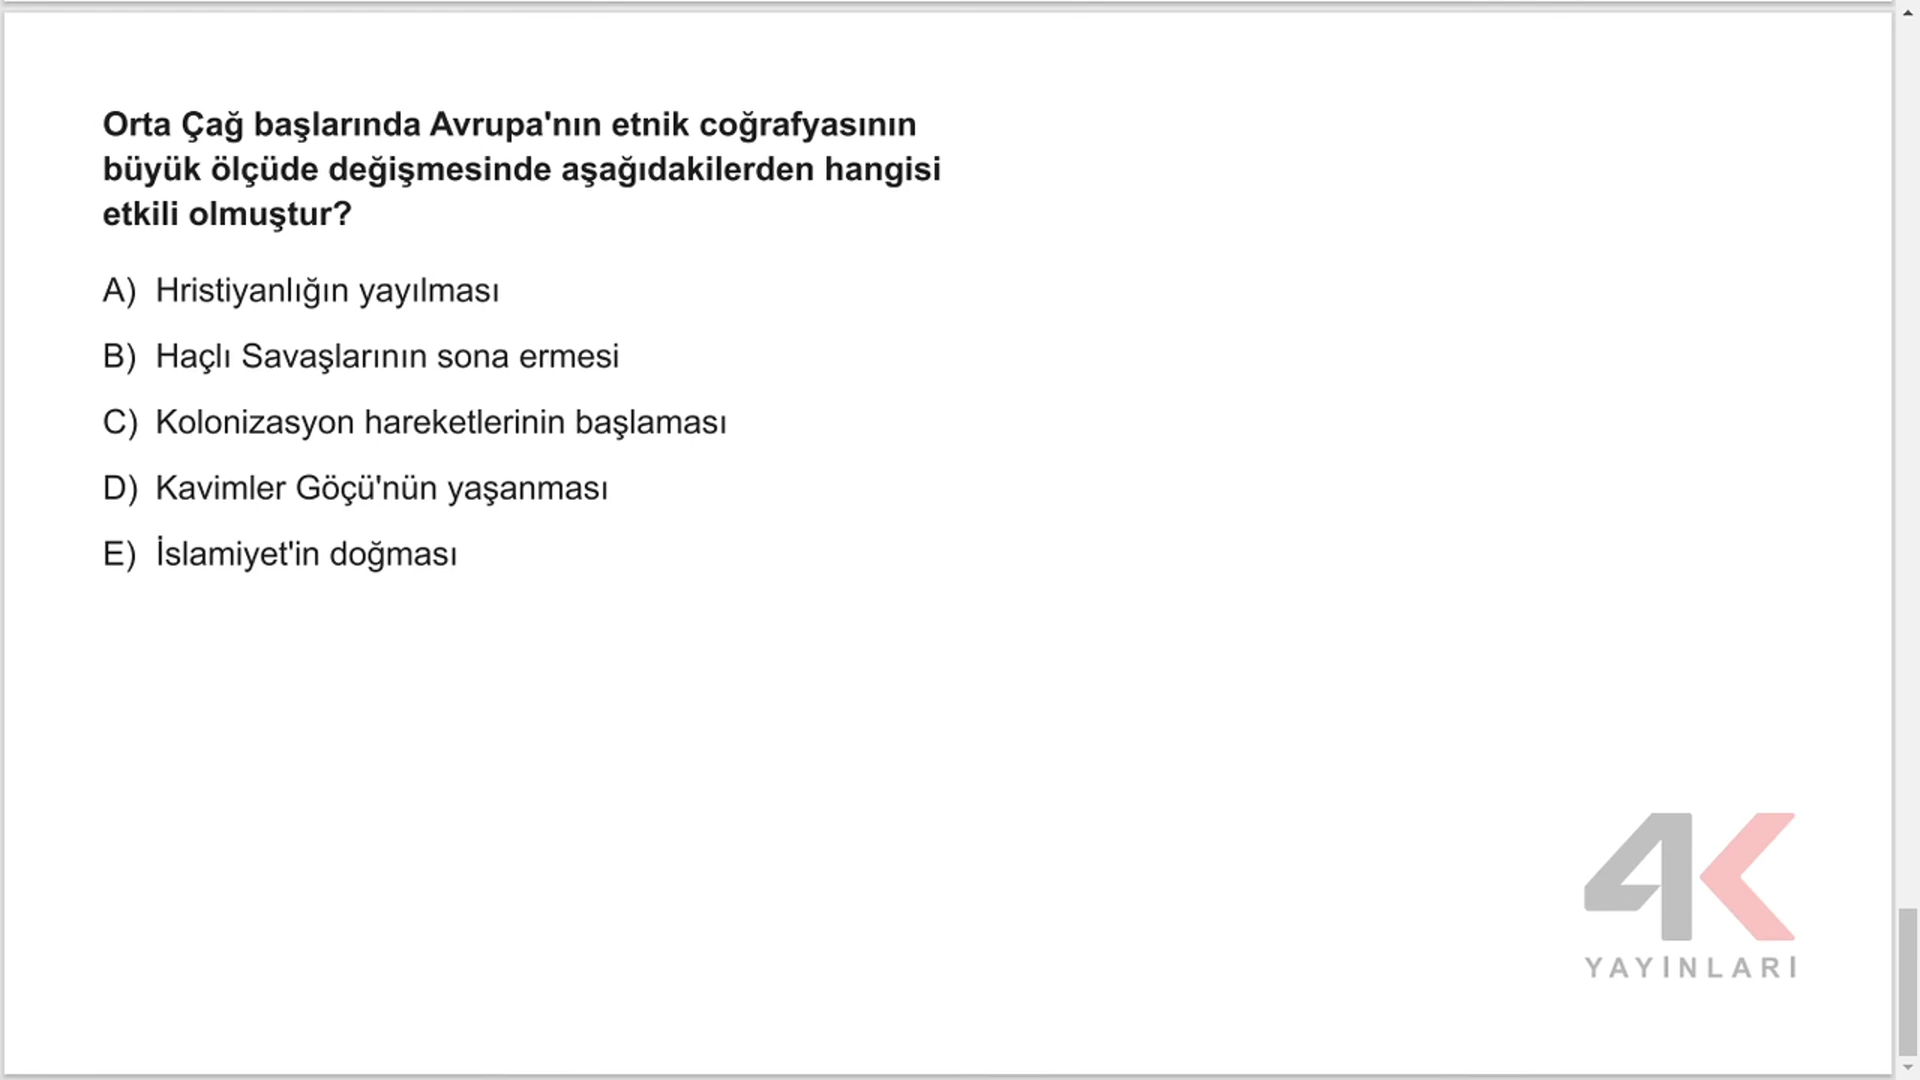 Orta Çağ başlarında Avrupa'nın etnik coğrafyasının
büyük ölçüde değişmesinde aşağıdakilerden hangisi
etkili olmuştur?
A) Hristiyanlığın yayılması
B) Haçlı Savaşlarının sona ermesi
C) Kolonizasyon hareketlerinin başlaması
D) Kavimler Göçü'nün yaşanması
E) İslamiyet'in doğması
4K
YAYINLARI